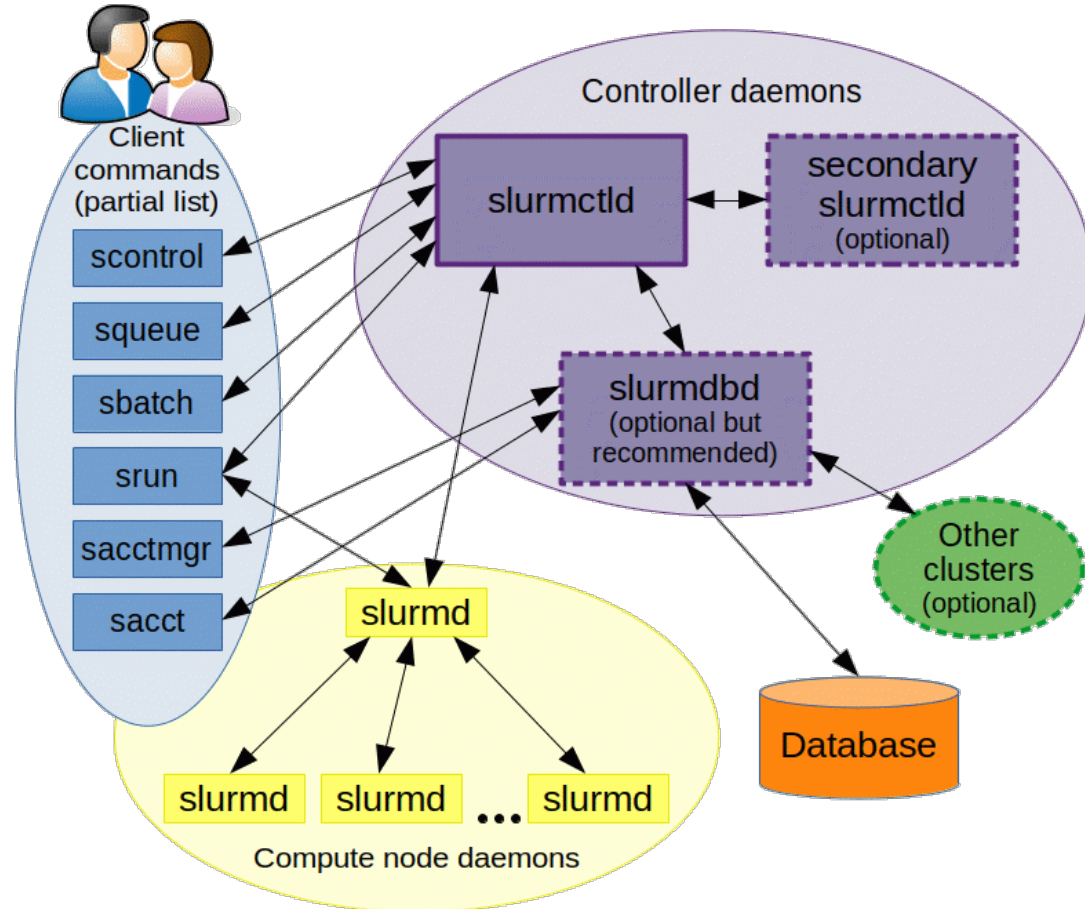 Client
commands
(partial list)
scontrol
squeue
sbatch
srun
sacctmgr
sacct
Controller daemons
slurmctld
secondary
slurmctld
(optional)
slurmdbd
(optional but
recommended)
Other
clusters
(optional)
Database
slurmd
slurmd
slurmd
...
slurmd
Compute node daemons